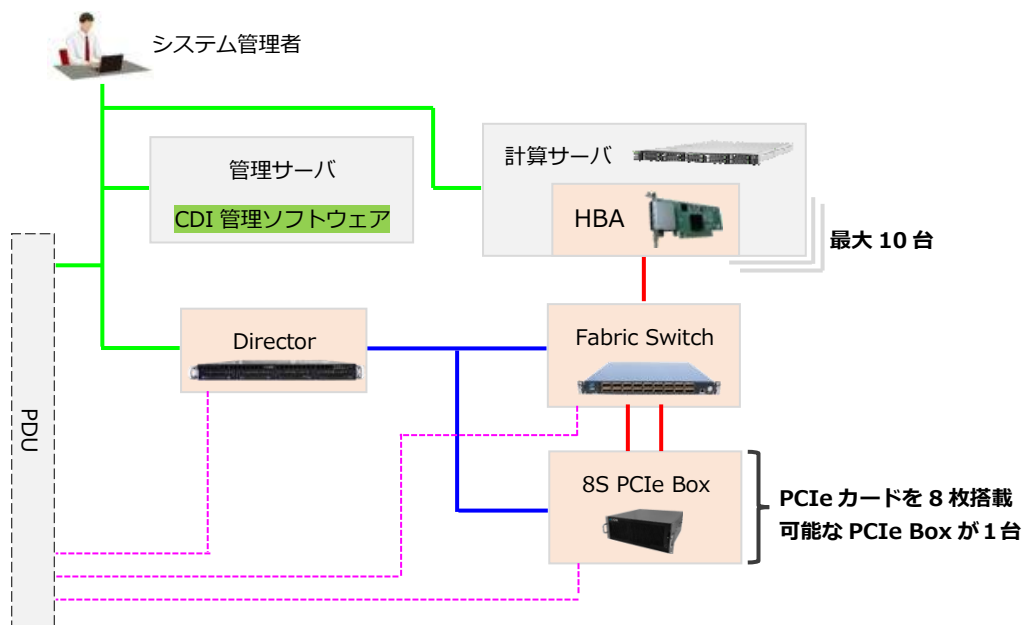 システム管理者
管理サーバ
CDI 管理ソフトウェア
計算サーバ
HBA
最大 10 台
Director
Fabric Switch
PDU
8S PCIe Box
PCIe カードを 8 枚搭載
可能な PCIe Box が 1 台